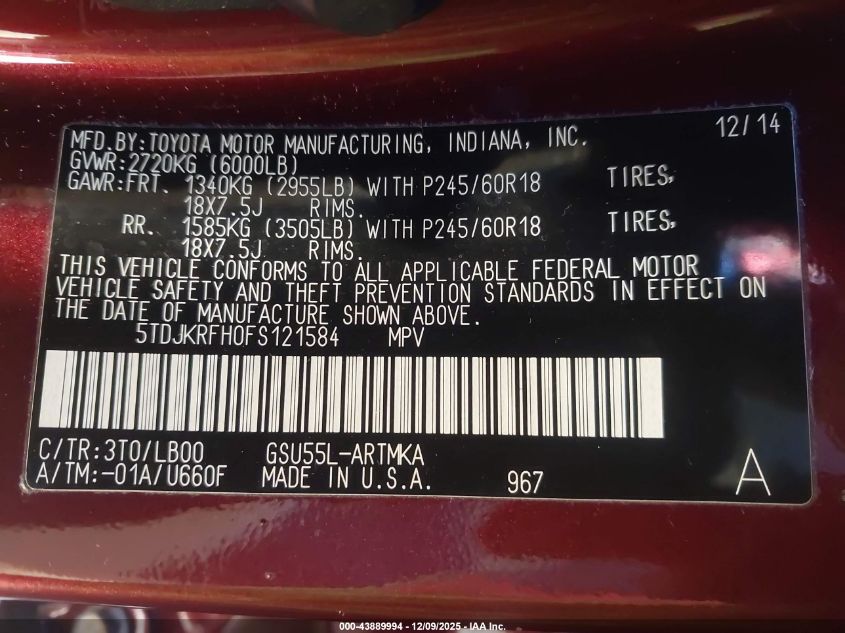 MFD.BY:TOYOTA MOTOR MANUFACTURING, INDIANA, INC. 12/14
GVWR:2720KG (6000LB)
GAWR:FRT. 1340KG (2955LB) WITH P245/60R18 TIRES,
18X7.5J RIMS.
RR. 1585KG (3505LB) WITH P245/60R18 TIRES,
18X7.5J RIMS.
THIS VEHICLE CONFORMS TO ALL APPLICABLE FEDERAL MOTOR
VEHICLE SAFETY AND THEFT PREVENTION STANDARDS IN EFFECT ON
THE DATE OF MANUFACTURE SHOWN ABOVE.
5TDJKRFH0FS121584 MPV
C/TR:3T0/LB00 GSU55L-ARTMKA
A/TM:-01A/U660F MADE IN U.S.A. 967 A
000-43889994 - 12/09/2025 - IAA Inc.